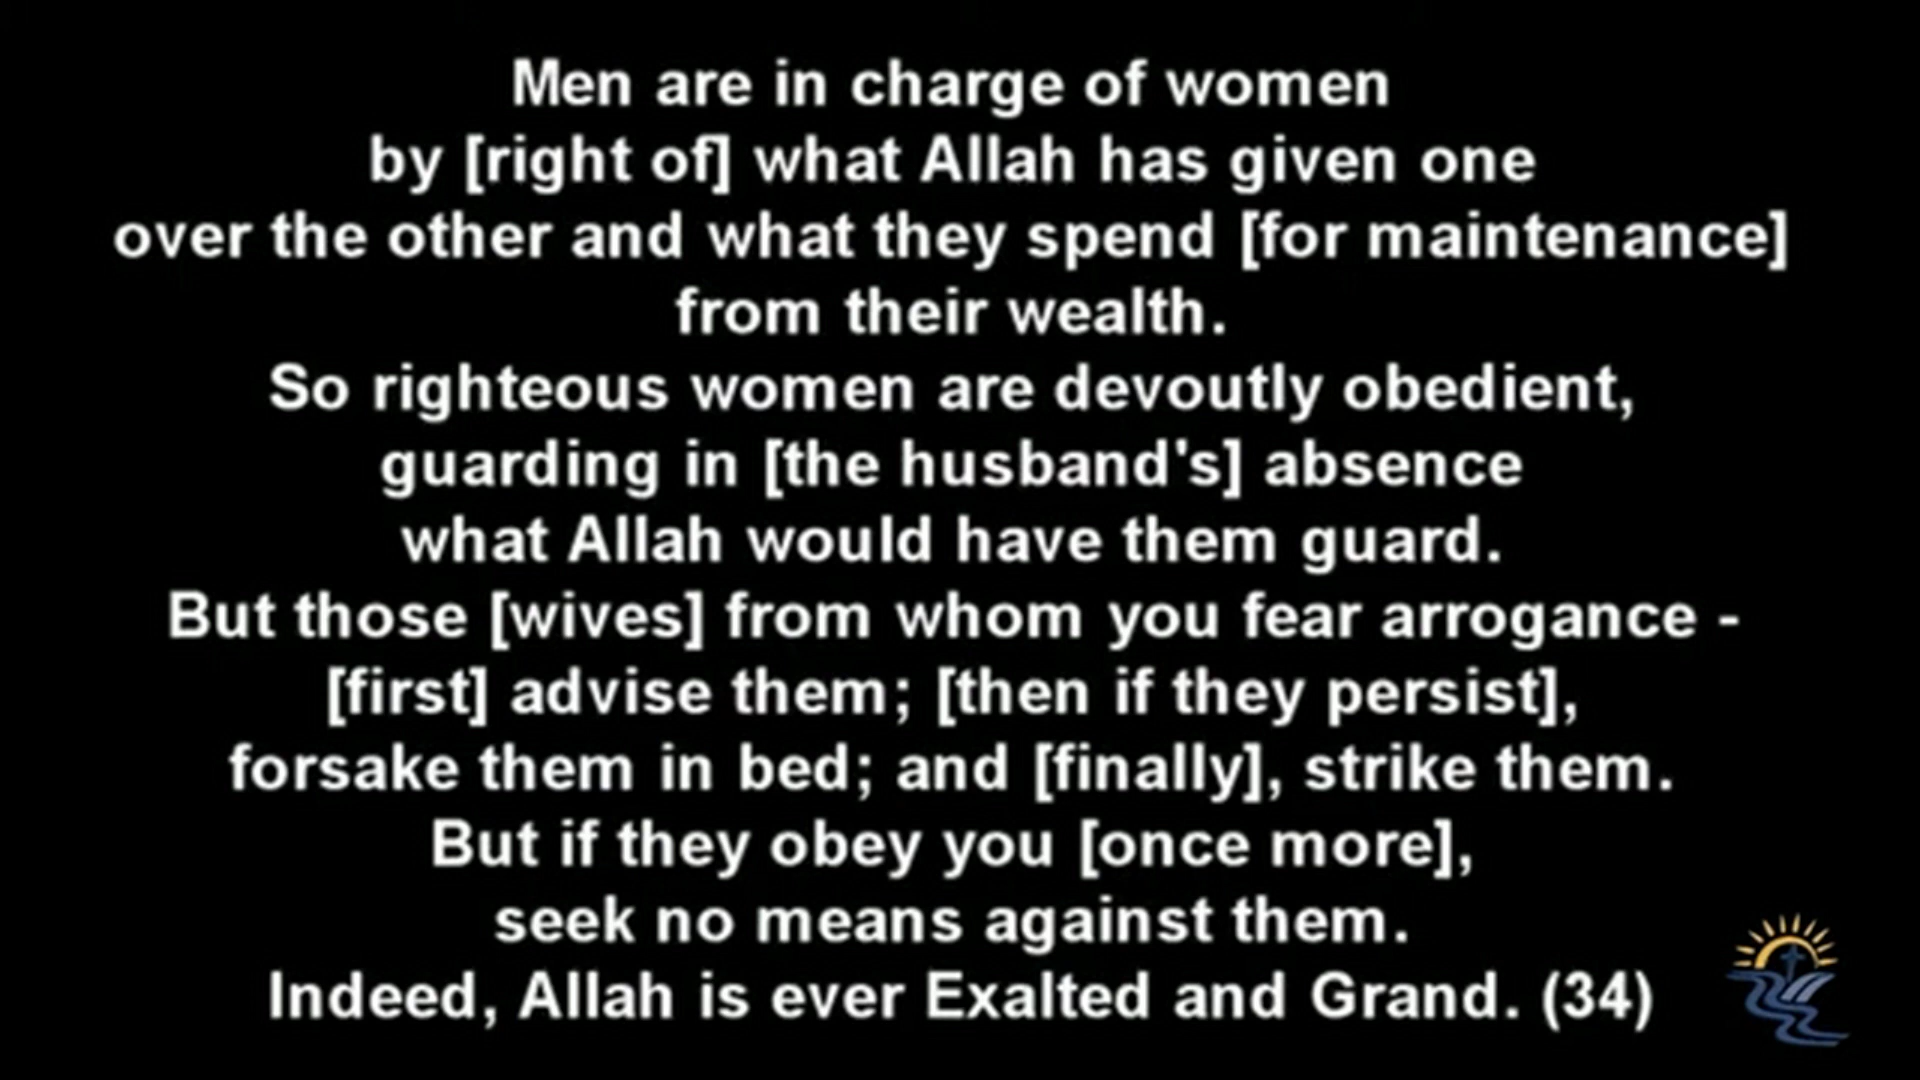 Men are in charge of women
by [right of] what Allah has given one
over the other and what they spend [for maintenance]
from their wealth.
So righteous women are devoutly obedient,
guarding in [the husband's] absence
what Allah would have them guard.
But those [wives] from whom you fear arrogance -
[first] advise them; [then if they persist],
forsake them in bed; and [finally], strike them.
But if they obey you [once more],
seek no means against them.
Indeed, Allah is ever Exalted and Grand. (34)